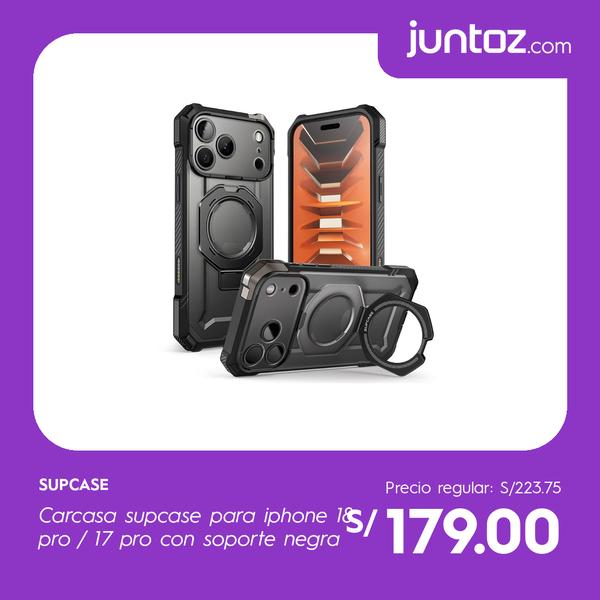 juntoz.com
SUPCASE
Precio regular: S/223.75
Carcasa supcase para iphone 18
pro / 17 pro con soporte negra
S/ 179.00
SUPCASE